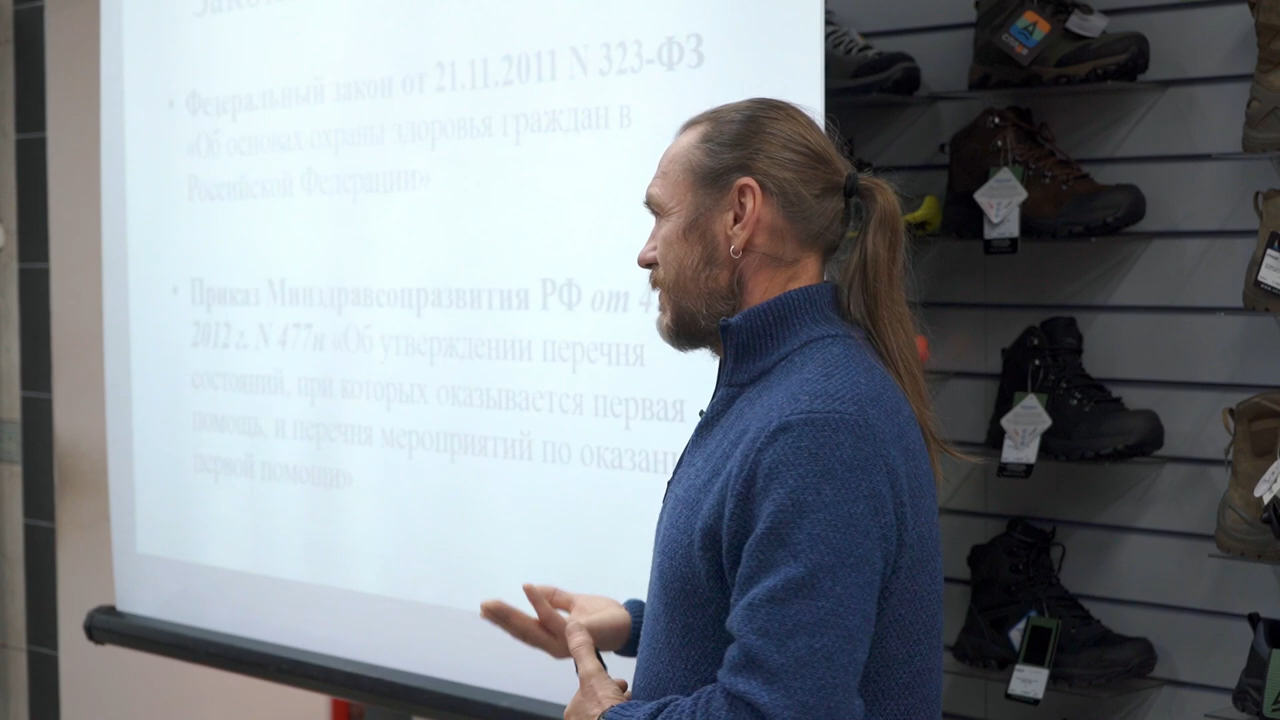 Федеральный закон от 21.11.2011 N 323-ФЗ
«Об основах охраны здоровья граждан в
Российской Федерации»
Приказ Минздравсоцразвития РФ от 4
2012 г. N 477н «Об утверждении перечня
состояний, при которых оказывается первая
помощь, и перечня мероприятий по
первой помощи»